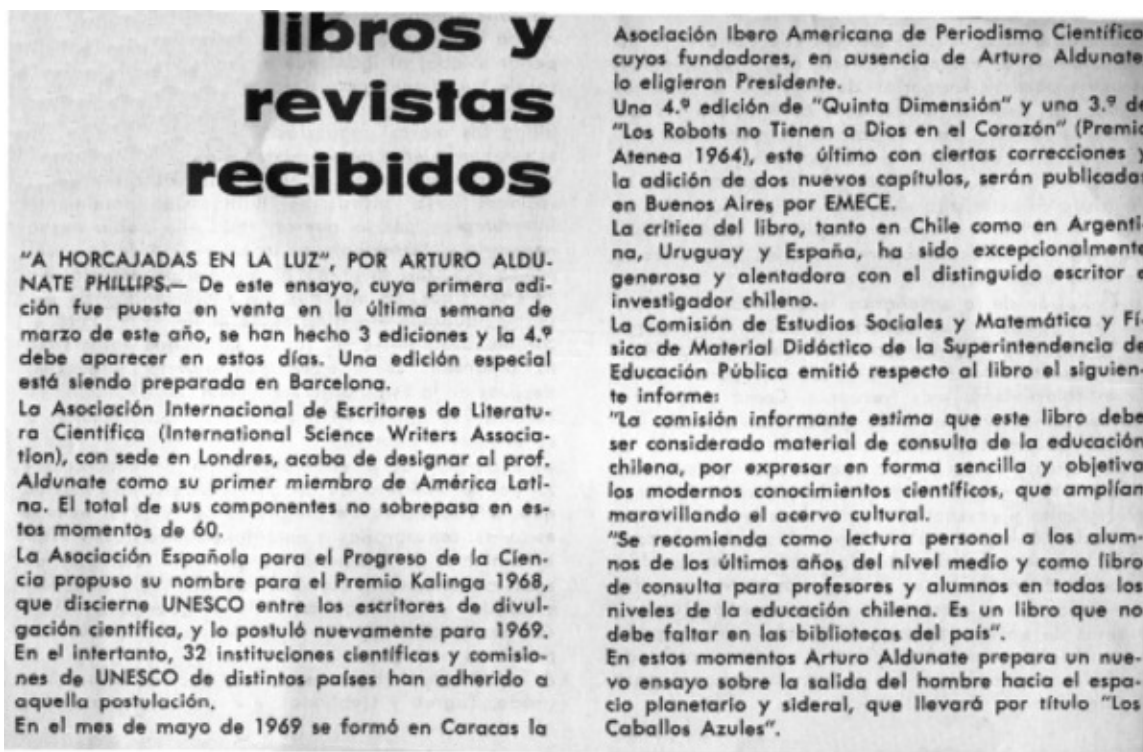 libros y
revistas
recibidos
"A HORCAJADAS EN LA LUZ", POR ARTURO ALDU-
NATE PHILLIPS.— De este ensayo, cuya primera edi-
ción fue puesta en venta en la última semana de
marzo de este año, se han hecho 3 ediciones y la 4.ª
debe aparecer en estos días. Una edición especial
está siendo preparada en Barcelona.
La Asociación Internacional de Escritores de Literatu-
ra Científica (International Science Writers Associa-
tion), con sede en Londres, acaba de designar al prof.
Aldunate como su primer miembro de América Lati-
na. El total de sus componentes no sobrepasa en es-
tos momentos de 60.
La Asociación Española para el Progreso de la Cien-
cia propuso su nombre para el Premio Kalinga 1968,
que discierne UNESCO entre los escritores de divul-
gación científica, y lo postuló nuevamente para 1969.
En el intertanto, 32 instituciones científicas y comisio-
nes de UNESCO de distintos países han adherido a
aquella postulación.
En el mes de mayo de 1969 se formó en Caracas la
Asociación Ibero Americana de Periodismo Científico
cuyos fundadores, en ausencia de Arturo Aldunate
lo eligieron Presidente.
Una 4.ª edición de "Quinta Dimensión" y una 3.ª de
"Los Robots no Tienen a Dios en el Corazón" (Premio
Atenea 1964), este último con ciertas correcciones y
la adición de dos nuevos capítulos, serán publicadas
en Buenos Aires por EMECE.
La crítica del libro, tanto en Chile como en Argenti-
na, Uruguay y España, ha sido excepcionalmente
generosa y alentadora con el distinguido escritor e
investigador chileno.
La Comisión de Estudios Sociales y Matemática y Fí-
sica de Material Didáctico de la Superintendencia de
Educación Pública emitió respecto al libro el siguien-
te informe:
"La comisión informante estima que este libro debe
ser considerado material de consulta de la educación
chilena, por expresar en forma sencilla y objetiva
los modernos conocimientos científicos, que amplían
maravillando el acervo cultural.
"Se recomienda como lectura personal a los alum-
nos de los últimos años del nivel medio y como libro
de consulta para profesores y alumnos en todos los
niveles de la educación chilena. Es un libro que no
debe faltar en las bibliotecas del país".
En estos momentos Arturo Aldunate prepara un nue-
vo ensayo sobre la salida del hombre hacia el espa-
cio planetario y sideral, que llevará por título "Los
Caballos Azules".